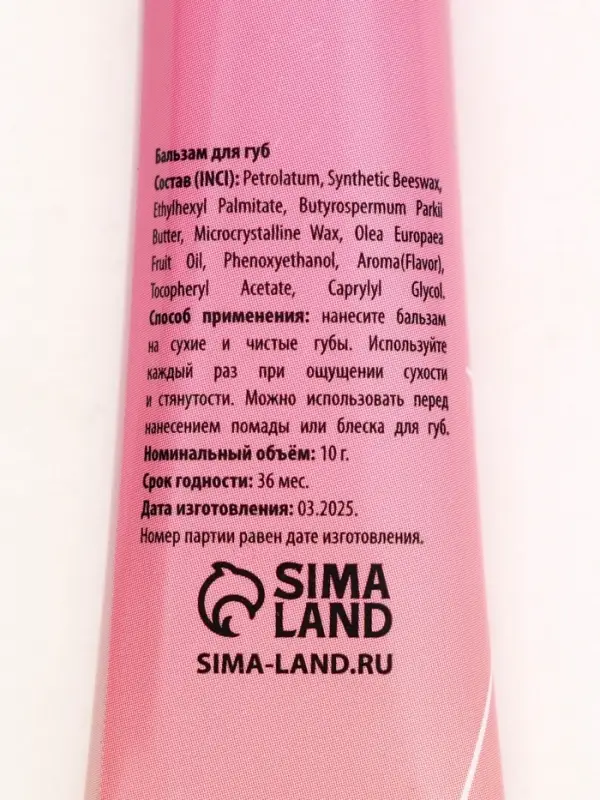 Бальзам для губ
Состав (INCI): Petrolatum, Synthetic Beeswax,
Ethylhexyl Palmitate, Butyrospermum Parkii
Butter, Microcrystalline Wax, Olea Europaea
Fruit Oil, Phenoxyethanol, Aroma(Flavor),
Tocopheryl Acetate, Caprylyl Glycol.
Способ применения: нанесите бальзам
на сухие и чистые губы. Используйте
каждый раз при ощущении сухости
и стянутости. Можно использовать перед
нанесением помады или блеска для губ.
Номинальный объём: 10 г.
Срок годности: 36 мес.
Дата изготовления: 03.2025.
Номер партии равен дате изготовления.
SIMA
LAND
SIMA-LAND.RU